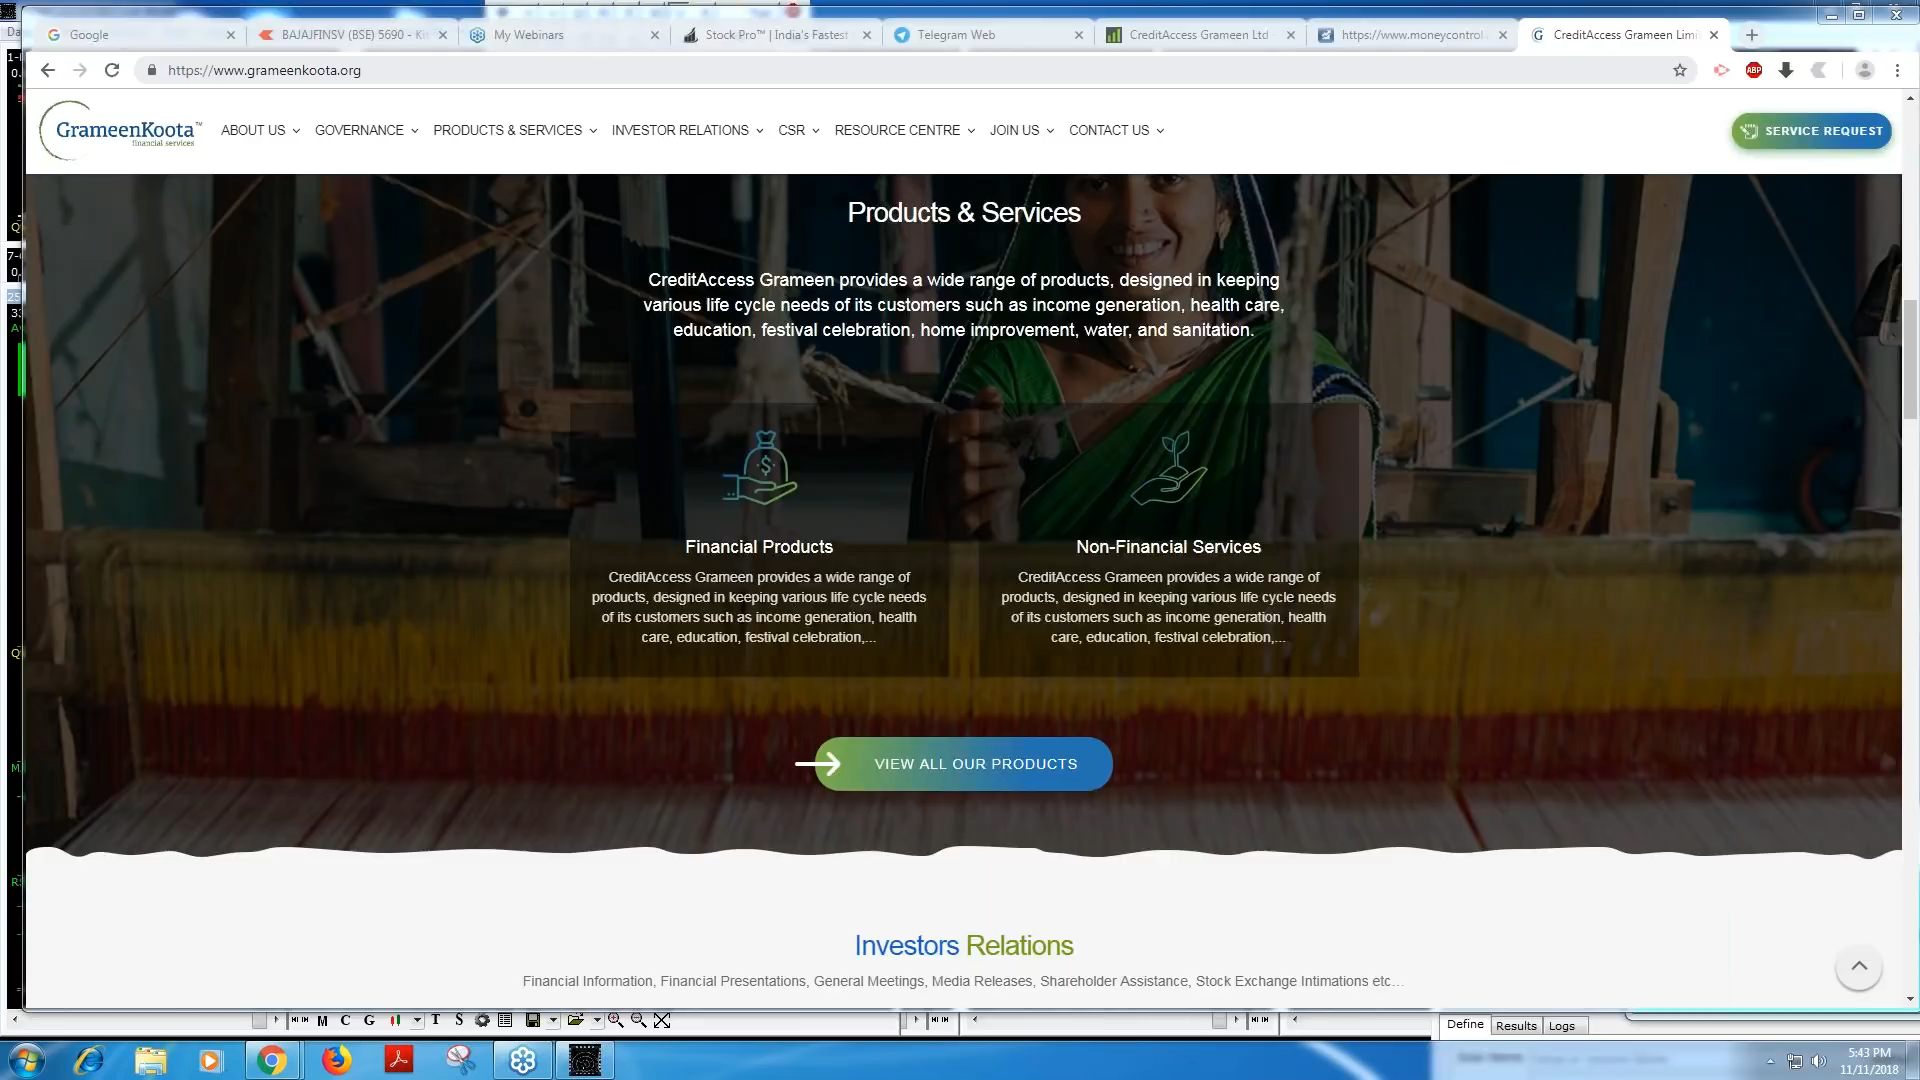 Google
BAJAJFINSV (BSE) 5690 - Ki
My Webinars
Stock Pro™ | India's Fastest
Telegram Web
CreditAccess Grameen Ltd
https://www.moneycontrol
CreditAccess Grameen Limi
https://www.grameenkoota.org
ABP
GrameenKoota™
financial services
ABOUT US
GOVERNANCE
PRODUCTS & SERVICES
INVESTOR RELATIONS
CSR
RESOURCE CENTRE
JOIN US
CONTACT US
SERVICE REQUEST
Products & Services
CreditAccess Grameen provides a wide range of products, designed in keeping
various life cycle needs of its customers such as income generation, health care,
education, festival celebration, home improvement, water, and sanitation.
Financial Products
CreditAccess Grameen provides a wide range of
products, designed in keeping various life cycle needs
of its customers such as income generation, health
care, education, festival celebration,...
Non-Financial Services
CreditAccess Grameen provides a wide range of
products, designed in keeping various life cycle needs
of its customers such as income generation, health
care, education, festival celebration,...
VIEW ALL OUR PRODUCTS
Investors Relations
Financial Information, Financial Presentations, General Meetings, Media Releases, Shareholder Assistance, Stock Exchange Intimations etc…
M C G T S
Define Results Logs
5:43 PM
11/11/2018